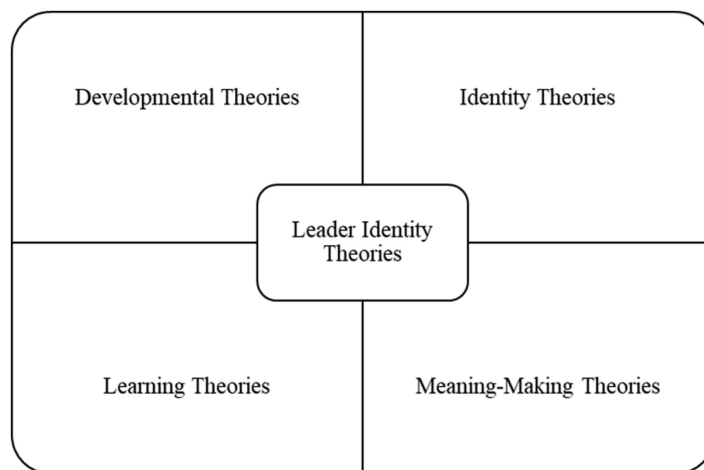 Developmental Theories
Identity Theories
Leader Identity
Theories
Learning Theories
Meaning-Making Theories